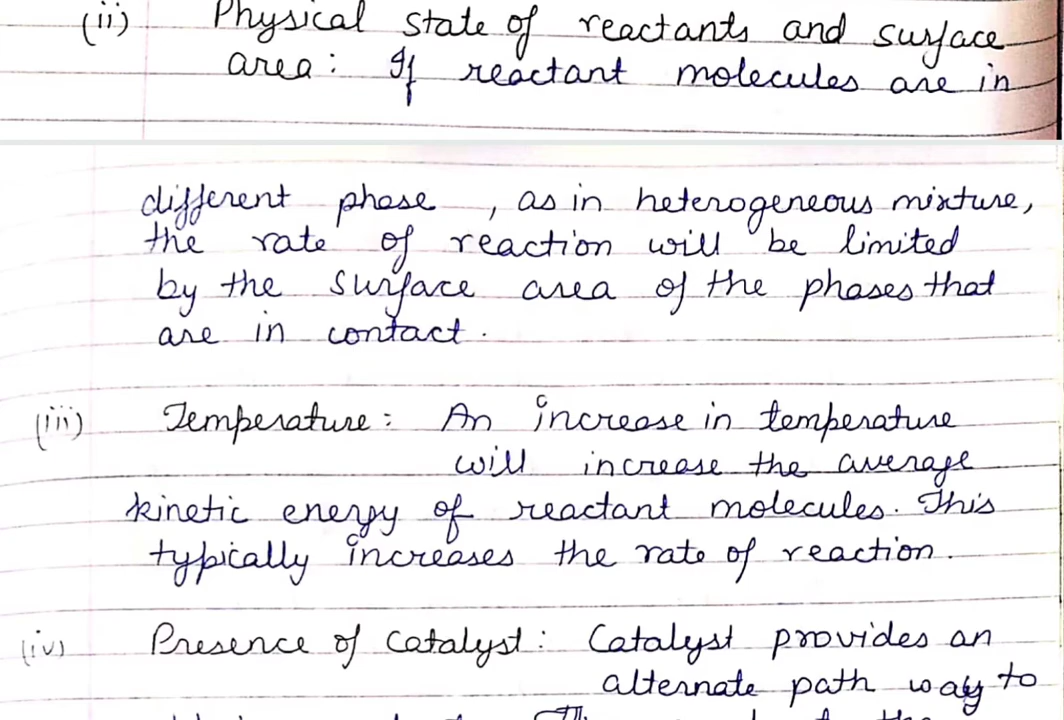 (ii) Physical state of reactants and surface
area : If reactant molecules are in
different phase , as in heterogeneous mixture,
the rate of reaction will be limited
by the surface area of the phases that
are in contact .
(iii) Temperature : An increase in temperature
will increase the average
kinetic energy of reactant molecules. This
typically increases the rate of reaction .
(iv) Presence of Catalyst : Catalyst provides an
alternate path way to